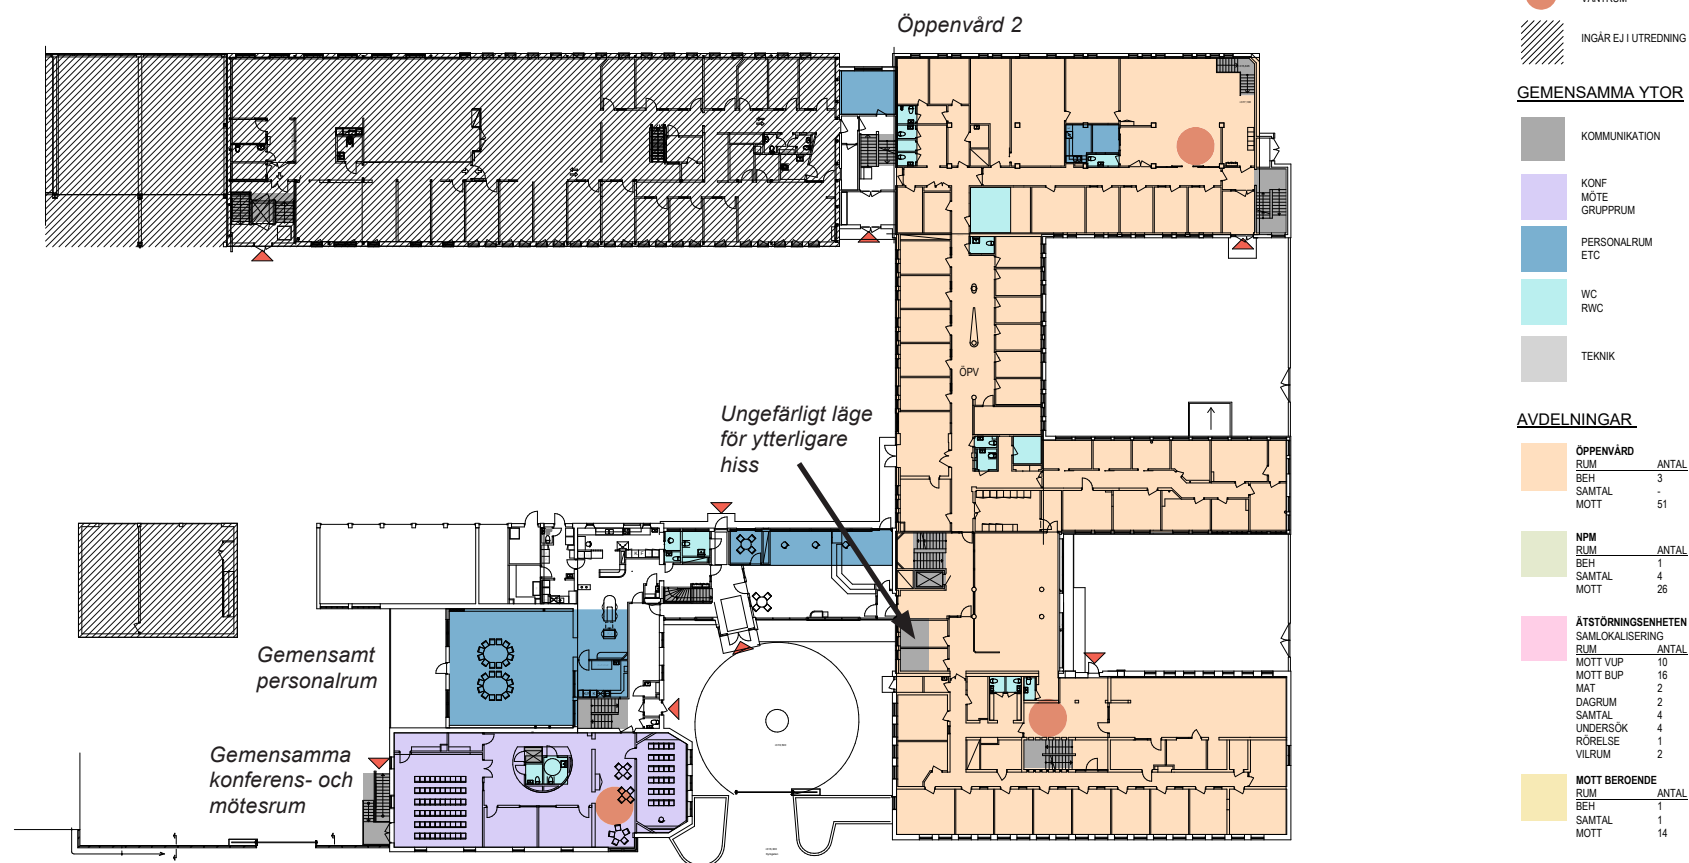 Öppenvård 2
Ungefärligt läge
för ytterligare
hiss
ÖPV
Gemensamt
personalrum
Gemensamma
konferens- och
mötesrum
VÄNTRUM
INGÅR EJ I UTREDNING
GEMENSAMMA YTOR
KOMMUNIKATION
KONF
MÖTE
GRUPPRUM
PERSONALRUM
ETC
WC
RWC
TEKNIK
AVDELNINGAR
ÖPPENVÅRD
RUM ANTAL
BEH 3
SAMTAL -
MOTT 51
NPM
RUM ANTAL
BEH 1
SAMTAL 4
MOTT 26
ÄTSTÖRNINGSENHETEN
SAMLOKALISERING
RUM ANTAL
MOTT VUP 10
MOTT BUP 16
MAT 2
DAGRUM 2
SAMTAL 4
UNDERSÖK 4
RÖRELSE 1
VILRUM 2
MOTT BEROENDE
RUM ANTAL
BEH 1
SAMTAL 1
MOTT 14